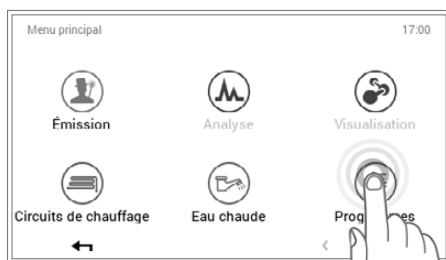 Menu principal 17:00
Émission Analyse Visualisation
Circuits de chauffage Eau chaude